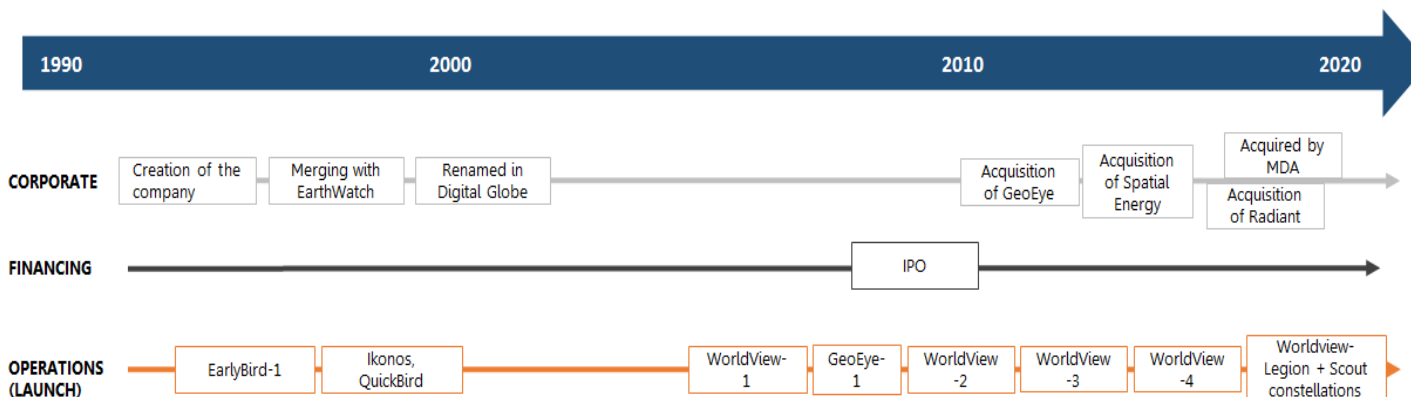 1990 2000 2010 2020
CORPORATE
Creation of the
company
Merging with
EarthWatch
Renamed in
Digital Globe
Acquisition
of GeoEye
Acquisition
of Spatial
Energy
Acquired by
MDA
Acquisition
of Radiant
FINANCING
IPO
OPERATIONS
(LAUNCH)
EarlyBird-1
Ikonos,
QuickBird
WorldView-
1
GeoEye-
1
WorldView
-2
WorldView
-3
WorldView
-4
Worldview-
Legion + Scout
constellations